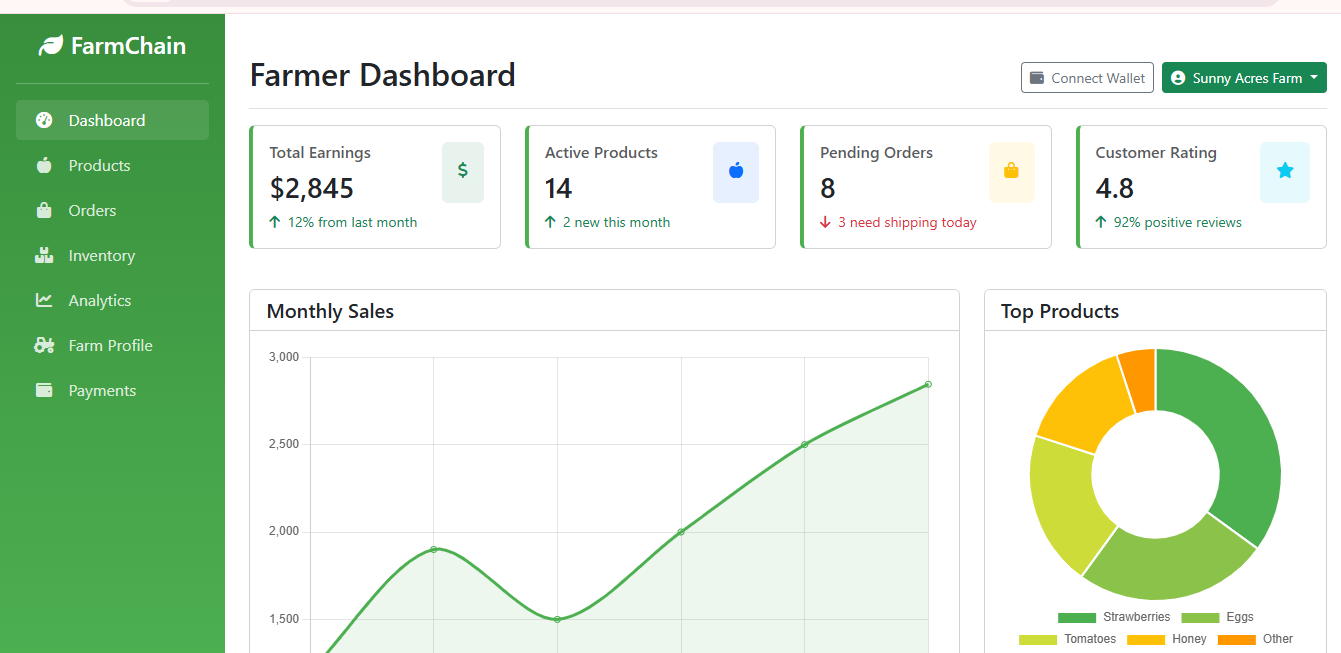 FarmChain
Dashboard
Products
Orders
Inventory
Analytics
Farm Profile
Payments
Farmer Dashboard
Connect Wallet
Sunny Acres Farm
Total Earnings
$2,845
$
12% from last month
Active Products
14
2 new this month
Pending Orders
8
3 need shipping today
Customer Rating
4.8
92% positive reviews
Monthly Sales
3,000
2,500
2,000
1,500
Top Products
Strawberries Eggs
Tomatoes Honey Other